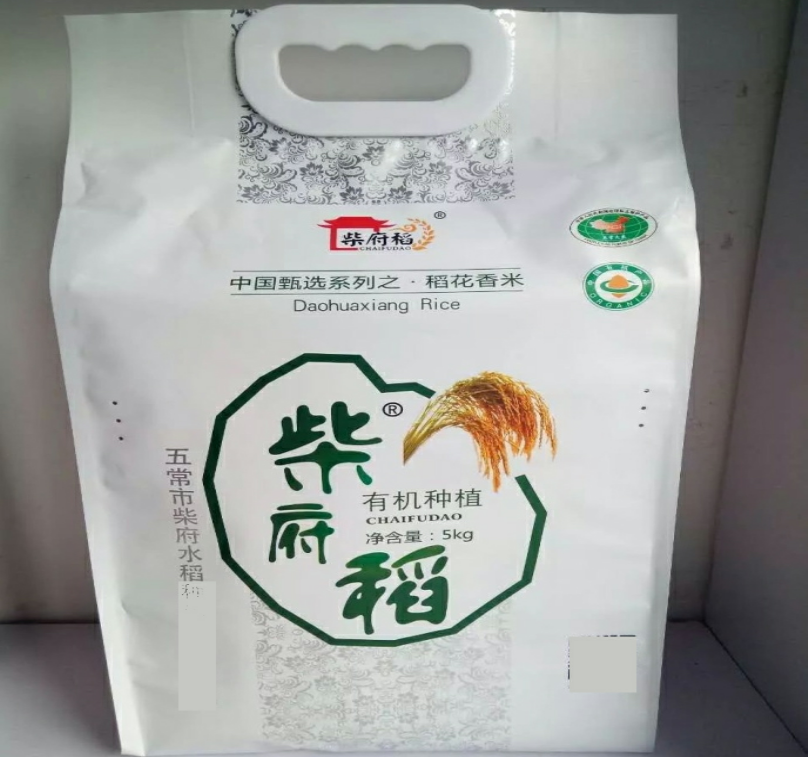 柴府稻®
CHAIFUDAO
中国甄选系列之·稻花香米
Daohuaxiang Rice
ORGANIC
柴府稻®
有机种植
CHAIFUDAO
净含量:5kg
五常市柴府水稻种